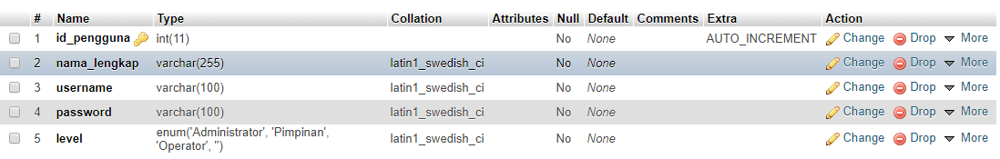 # Name Type Collation Attributes Null Default Comments Extra Action
1 id_pengguna int(11) No None AUTO_INCREMENT Change Drop More
2 nama_lengkap varchar(255) latin1_swedish_ci No None Change Drop More
3 username varchar(100) latin1_swedish_ci No None Change Drop More
4 password varchar(100) latin1_swedish_ci No None Change Drop More
5 level enum('Administrator', 'Pimpinan', latin1_swedish_ci No None Change Drop More
'Operator', '')